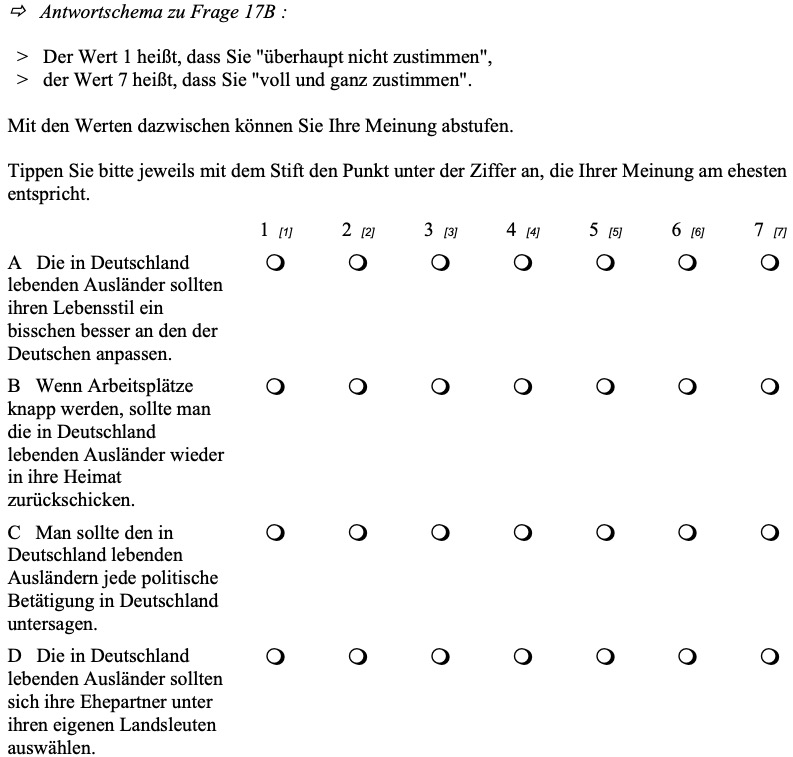 ⇨ Antwortschema zu Frage 17B :
> Der Wert 1 heißt, dass Sie "überhaupt nicht zustimmen",
> der Wert 7 heißt, dass Sie "voll und ganz zustimmen".
Mit den Werten dazwischen können Sie Ihre Meinung abstufen.
Tippen Sie bitte jeweils mit dem Stift den Punkt unter der Ziffer an, die Ihrer Meinung am ehesten
entspricht.
1 [1] 2 [2] 3 [3] 4 [4] 5 [5] 6 [6] 7 [7]
A Die in Deutschland
lebenden Ausländer sollten
ihren Lebensstil ein
bisschen besser an den der
Deutschen anpassen.
B Wenn Arbeitsplätze
knapp werden, sollte man
die in Deutschland
lebenden Ausländer wieder
in ihre Heimat
zurückschicken.
C Man sollte den in
Deutschland lebenden
Ausländern jede politische
Betätigung in Deutschland
untersagen.
D Die in Deutschland
lebenden Ausländer sollten
sich ihre Ehepartner unter
ihren eigenen Landsleuten
auswählen.